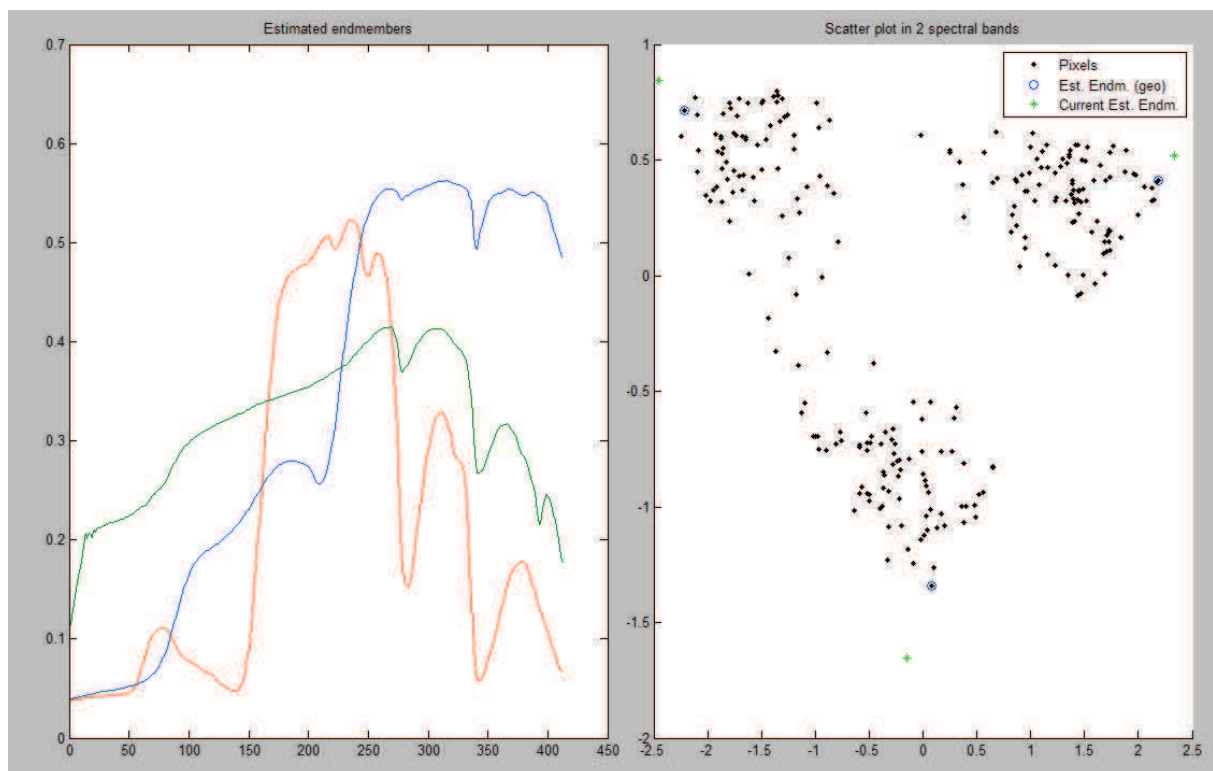 Estimated endmembers
0.7
0.6
0.5
0.4
0.3
0.2
0.1
0
0 50 100 150 200 250 300 350 400 450
Scatter plot in 2 spectral bands
Pixels
Est. Endm. (geo)
Current Est. Endm.
1
0.5
0
-0.5
-1
-1.5
-2
-2.5 -2 -1.5 -1 -0.5 0 0.5 1 1.5 2 2.5